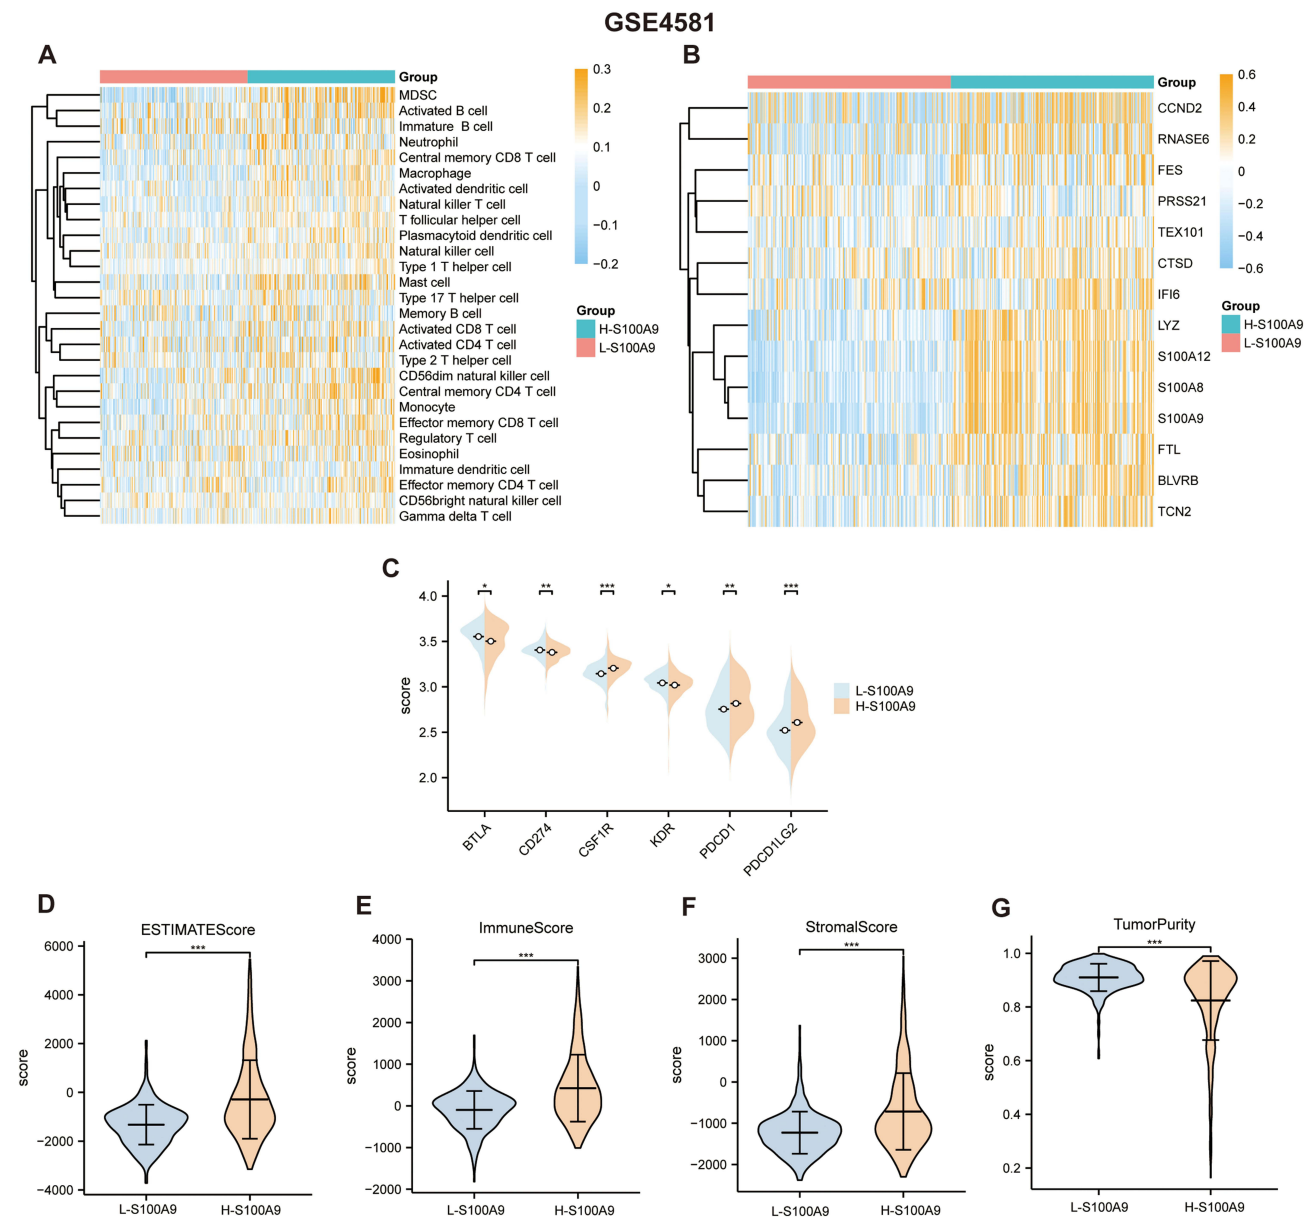 GSE4581
A
Group
MDSC
Activated B cell
Immature B cell
Neutrophil
Central memory CD8 T cell
Macrophage
Activated dendritic cell
Natural killer T cell
T follicular helper cell
Plasmacytoid dendritic cell
Natural killer cell
Type 1 T helper cell
Mast cell
Type 17 T helper cell
Memory B cell
Activated CD8 T cell
Activated CD4 T cell
Type 2 T helper cell
CD56dim natural killer cell
Central memory CD4 T cell
Monocyte
Effector memory CD8 T cell
Regulatory T cell
Eosinophil
Immature dendritic cell
Effector memory CD4 T cell
CD56bright natural killer cell
Gamma delta T cell
0.3
0.2
0.1
0
−0.1
−0.2
Group
H-S100A9
L-S100A9
B
Group
CCND2
RNASE6
FES
PRSS21
TEX101
CTSD
IFI6
LYZ
S100A12
S100A8
S100A9
FTL
BLVRB
TCN2
0.6
0.4
0.2
0
−0.2
−0.4
−0.6
Group
H-S100A9
L-S100A9
C
* ** *** * ** ***
score
4.0
3.5
3.0
2.5
2.0
BTLA
CD274
CSF1R
KDR
PDCD1
PDCD1LG2
L-S100A9
H-S100A9
D
ESTIMATEScore
***
score
6000
4000
2000
0
−2000
−4000
L-S100A9 H-S100A9
E
ImmuneScore
***
score
4000
3000
2000
1000
0
−1000
−2000
L-S100A9 H-S100A9
F
StromalScore
***
score
3000
2000
1000
0
−1000
−2000
L-S100A9 H-S100A9
G
TumorPurity
***
score
1.0
0.8
0.6
0.4
0.2
L-S100A9 H-S100A9